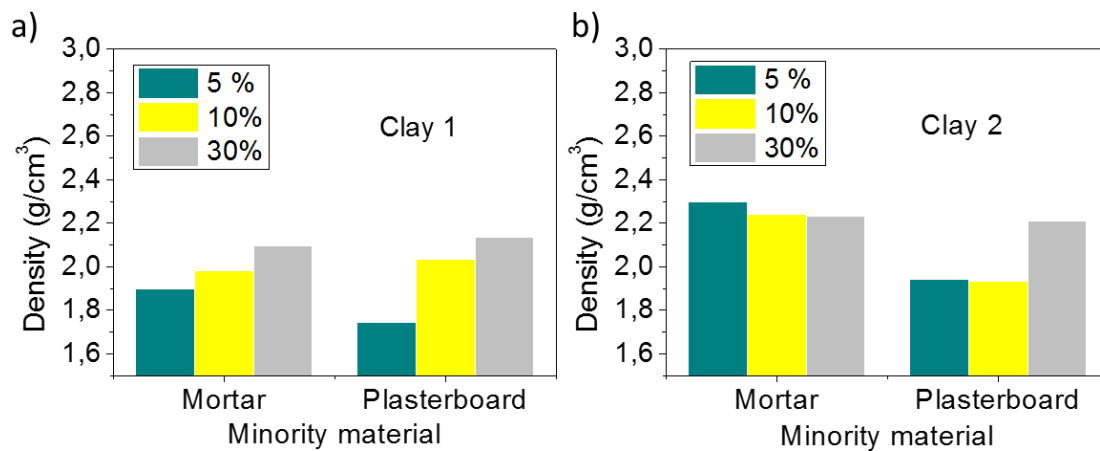 a)
Density (g/cm³)
3,0
2,8
2,6
2,4
2,2
2,0
1,8
1,6
5 %
10%
30%
Clay 1
Mortar Plasterboard
Minority material
b)
Density (g/cm³)
3,0
2,8
2,6
2,4
2,2
2,0
1,8
1,6
5 %
10%
30%
Clay 2
Mortar Plasterboard
Minority material